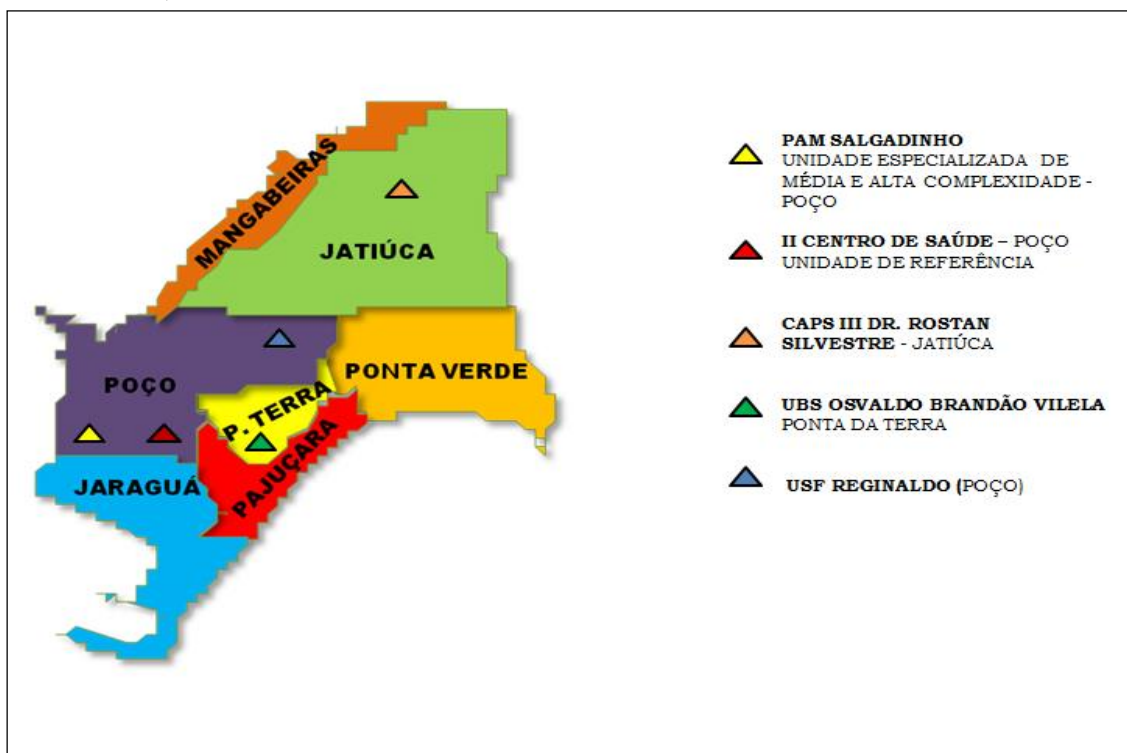 MANGABEIRAS
JATIÚCA
POÇO
PONTA VERDE
P. TERRA
PAJUÇARA
JARAGUÁ
PAM SALGADINHO
UNIDADE ESPECIALIZADA DE
MÉDIA E ALTA COMPLEXIDADE -
POÇO
II CENTRO DE SAÚDE – POÇO
UNIDADE DE REFERÊNCIA
CAPS III DR. ROSTAN
SILVESTRE - JATIÚCA
UBS OSVALDO BRANDÃO VILELA
PONTA DA TERRA
USF REGINALDO (POÇO)